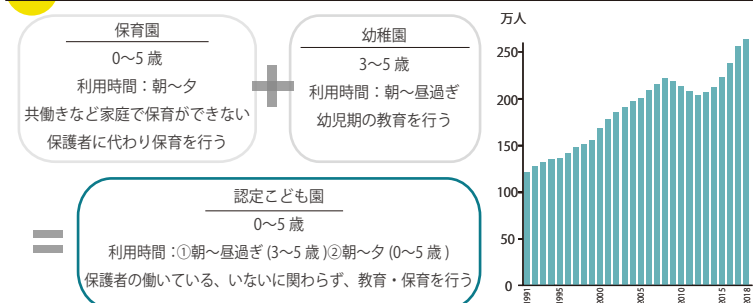 保育園
0〜5 歳
利用時間：朝〜夕
共働きなど家庭で保育ができない
保護者に代わり保育を行う
幼稚園
3〜5 歳
利用時間：朝〜昼過ぎ
幼児期の教育を行う
認定こども園
0〜5 歳
利用時間：①朝〜昼過ぎ (3〜5 歳 )②朝〜夕 (0〜5 歳 )
保護者の働いている、いないに関わらず、教育・保育を行う
万人
250
200
150
100
50
0
1991
1995
2000
2005
2010
2015
2018